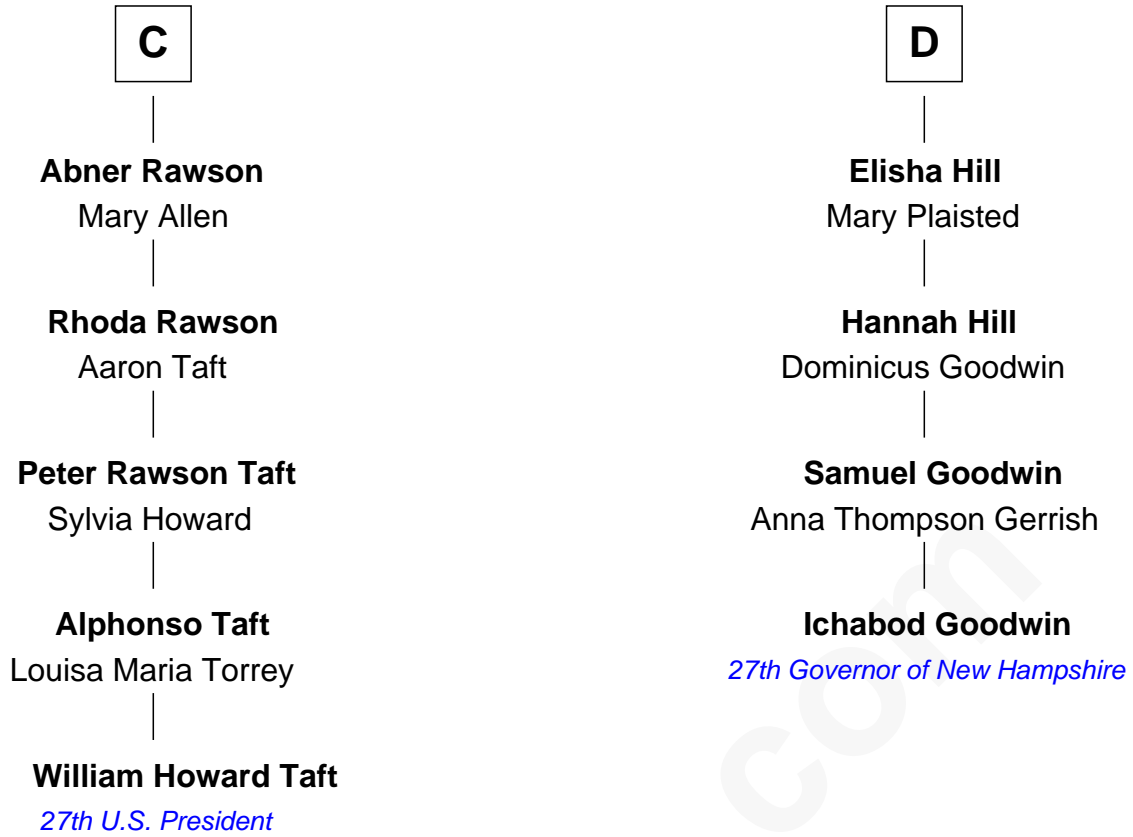 C
Abner Rawson
Mary Allen
Rhoda Rawson
Aaron Taft
Peter Rawson Taft
Sylvia Howard
Alphonso Taft
Louisa Maria Torrey
William Howard Taft
27th U.S. President
D
Elisha Hill
Mary Plaisted
Hannah Hill
Dominicus Goodwin
Samuel Goodwin
Anna Thompson Gerrish
Ichabod Goodwin
27th Governor of New Hampshire
com